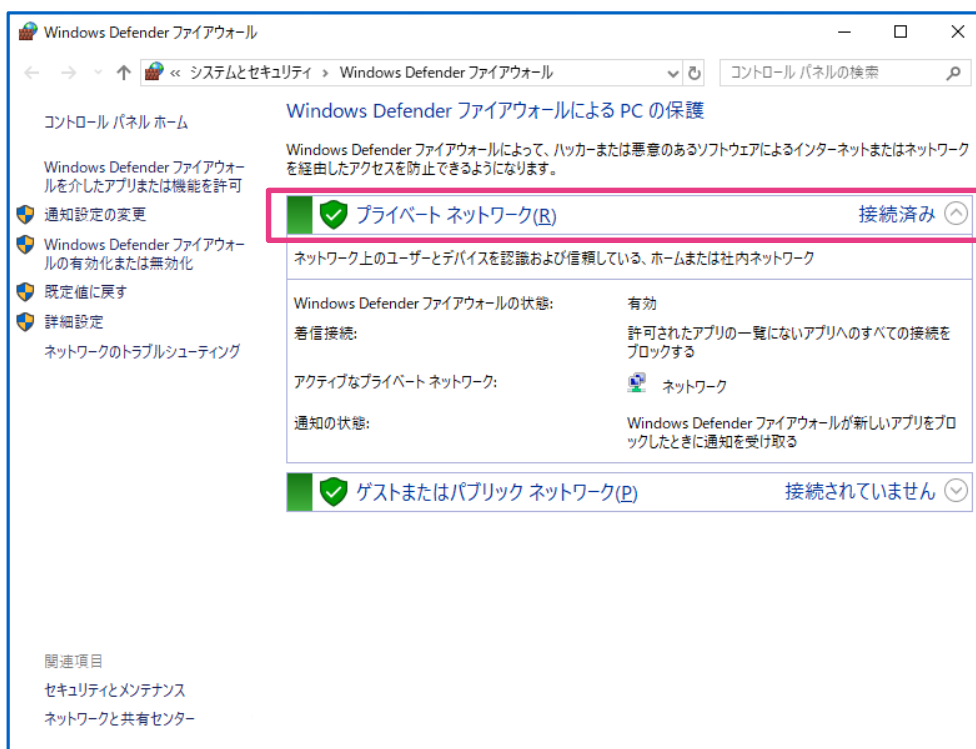 Windows Defender ファイアウォール
« システムとセキュリティ › Windows Defender ファイアウォール
コントロール パネルの検索
コントロール パネル ホーム
Windows Defender ファイアウォー
ルを介したアプリまたは機能を許可
通知設定の変更
Windows Defender ファイアウォー
ルの有効化または無効化
既定値に戻す
詳細設定
ネットワークのトラブルシューティング
Windows Defender ファイアウォールによる PC の保護
Windows Defender ファイアウォールによって、ハッカーまたは悪意のあるソフトウェアによるインターネットまたはネットワーク
を経由したアクセスを防止できるようになります。
プライベート ネットワーク(R) 接続済み
ネットワーク上のユーザーとデバイスを認識および信頼している、ホームまたは社内ネットワーク
Windows Defender ファイアウォールの状態: 有効
着信接続: 許可されたアプリの一覧にないアプリへのすべての接続を
ブロックする
アクティブなプライベート ネットワーク: ネットワーク
通知の状態: Windows Defender ファイアウォールが新しいアプリをブロ
ックしたときに通知を受け取る
ゲストまたはパブリック ネットワーク(P) 接続されていません
関連項目
セキュリティとメンテナンス
ネットワークと共有センター